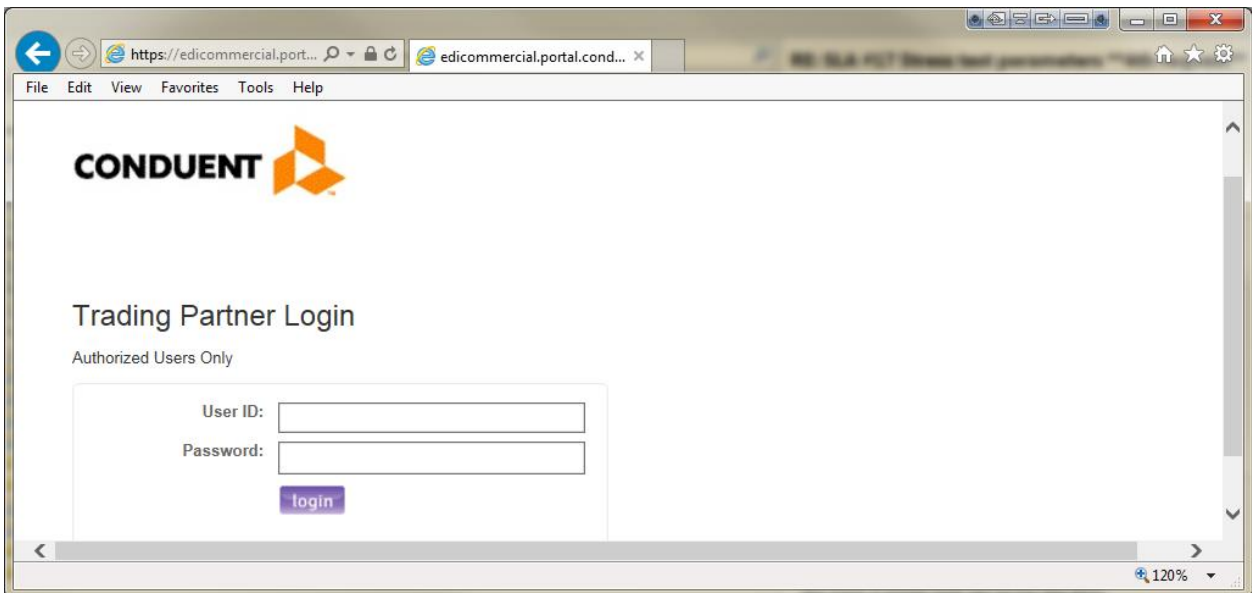 https://edicommercial.port...
edicommercial.portal.cond...
File Edit View Favorites Tools Help
CONDUENT
Trading Partner Login
Authorized Users Only
User ID:
Password:
login
120%